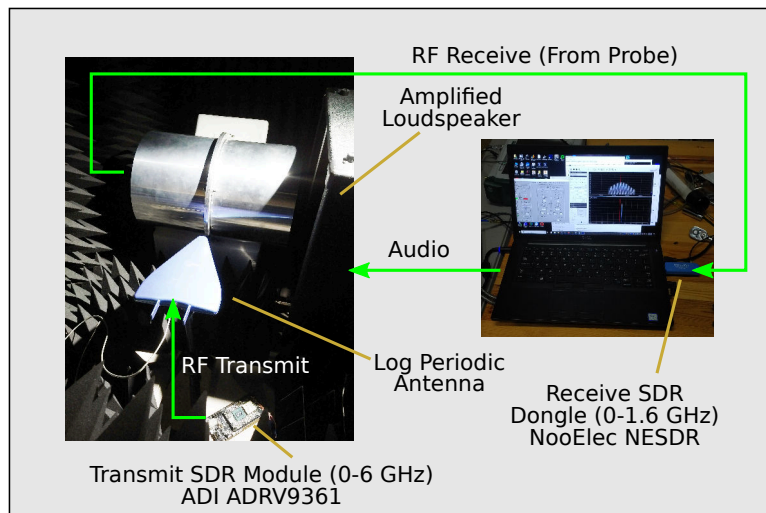 RF Receive (From Probe)
Amplified
Loudspeaker
Audio
RF Transmit
Log Periodic
Antenna
Receive SDR
Dongle (0-1.6 GHz)
NooElec NESDR
Transmit SDR Module (0-6 GHz)
ADI ADRV9361